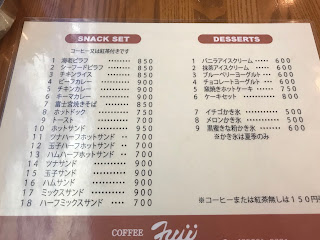 SNACK SET
コーヒー又は紅茶付きです
1 海老ピラフ 850
2 シーフードピラフ 850
3 チキンライス 850
4 ビーフカレー 900
5 チキンカレー 900
6 キーマカレー 900
7 富士宮焼きそば 850
8 ホットドック 750
9 トースト 700
10 ホットサンド 950
11 ツナハーフホットサンド 700
12 玉子ハーフホットサンド 700
13 ハムハーフホットサンド 700
14 ツナサンド 900
15 玉子サンド 900
16 ハムサンド 900
17 ミックスサンド 900
18 ハーフミックスサンド 700
DESSERTS
1 バニラアイスクリーム 600
2 抹茶アイスクリーム 600
3 ブルーベリーヨーグルト 600
4 チョコレートヨーグルト 600
5 窯焼きホットケーキ 750
6 ケーキセット 800
7 イチゴかき氷 500
8 メロンかき氷 500
9 黒蜜きな粉かき氷 600
※かき氷は夏季のみ
※コーヒーまたは紅茶無しは150円
COFFEE Fuji